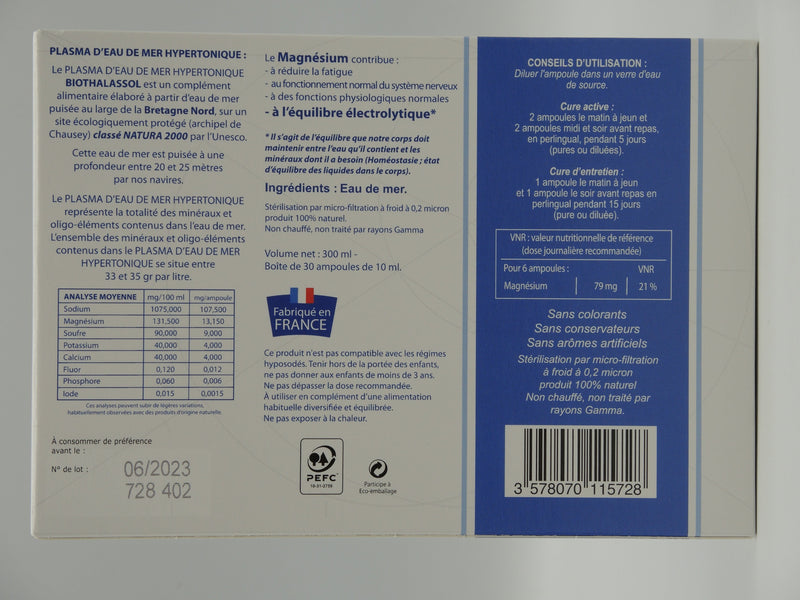 PLASMA D'EAU DE MER HYPERTONIQUE :
Le PLASMA D'EAU DE MER HYPERTONIQUE
BIOTHALASSOL est un complément
alimentaire élaboré à partir d'eau de mer
puisée au large de la Bretagne Nord, sur un
site écologiquement protégé (archipel de
Chausey) classé NATURA 2000 par l'Unesco.
Cette eau de mer est puisée à une
profondeur entre 20 et 25 mètres
par nos navires.
Le PLASMA D'EAU DE MER HYPERTONIQUE
représente la totalité des minéraux et
oligo-éléments contenus dans l'eau de mer.
L'ensemble des minéraux et oligo-éléments
contenus dans le PLASMA D'EAU DE MER
HYPERTONIQUE se situe entre
33 et 35 gr par litre.
ANALYSE MOYENNE mg/100 ml mg/ampoule
Sodium 1075,000 107,500
Magnésium 131,500 13,150
Soufre 90,000 9,000
Potassium 40,000 4,000
Calcium 40,000 4,000
Fluor 0,120 0,012
Phosphore 0,060 0,006
Iode 0,015 0,0015
Ces analyses peuvent subir de légères variations,
habituellement observées avec des produits d'origine naturelle.
À consommer de préférence
avant le :
N° de lot :
06/2023
728 402
Le Magnésium contribue :
- à réduire la fatigue
- au fonctionnement normal du système nerveux
- à des fonctions physiologiques normales
- à l'équilibre électrolytique*
* Il s'agit de l'équilibre que notre corps doit
maintenir entre l'eau qu'il contient et les
minéraux dont il a besoin (Homéostasie ; état
d'équilibre des liquides dans le corps).
Ingrédients : Eau de mer.
Stérilisation par micro-filtration à froid à 0,2 micron
produit 100% naturel.
Non chauffé, non traité par rayons Gamma
Volume net : 300 ml -
Boîte de 30 ampoules de 10 ml.
Fabriqué en
FRANCE
Ce produit n'est pas compatible avec les régimes
hyposodés. Tenir hors de la portée des enfants,
ne pas donner aux enfants de moins de 3 ans.
Ne pas dépasser la dose recommandée.
À utiliser en complément d'une alimentation
habituelle diversifiée et équilibrée.
Ne pas exposer à la chaleur.
PEFC
10-31-2756
Participe à
Eco-emballage
CONSEILS D'UTILISATION :
Diluer l'ampoule dans un verre d'eau
de source.
Cure active :
2 ampoules le matin à jeun et
2 ampoules midi et soir avant repas,
en perlingual, pendant 5 jours
(pures ou diluées).
Cure d'entretien :
1 ampoule le matin à jeun
et 1 ampoule le soir avant repas en
perlingual pendant 15 jours
(pure ou diluée).
VNR : valeur nutritionnelle de référence
(dose journalière recommandée)
Pour 6 ampoules : VNR
Magnésium 79 mg 21 %
Sans colorants
Sans conservateurs
Sans arômes artificiels
Stérilisation par micro-filtration
à froid à 0,2 micron
produit 100% naturel
Non chauffé, non traité par
rayons Gamma.
3 578070 115728